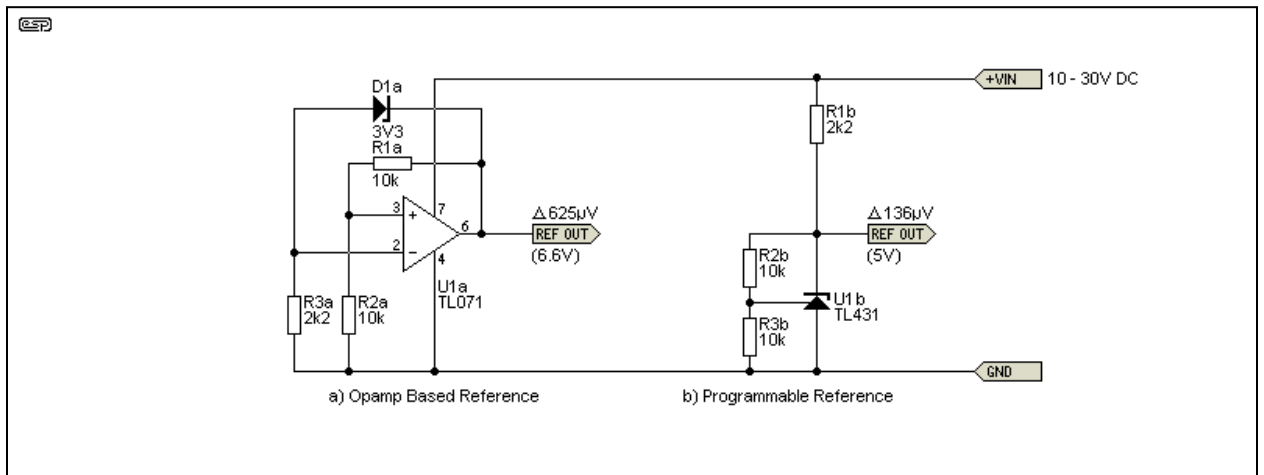 esp
+VIN 10 - 30V DC
D1a
3V3
R1a
10k
R1b
2k2
3
+
7
6
2
-
4
Δ625µV
REF OUT
(6.6V)
Δ136µV
REF OUT
(5V)
R2b
10k
R3b
10k
U1a
TL071
U1b
TL431
R3a
2k2
R2a
10k
GND
a) Opamp Based Reference
b) Programmable Reference